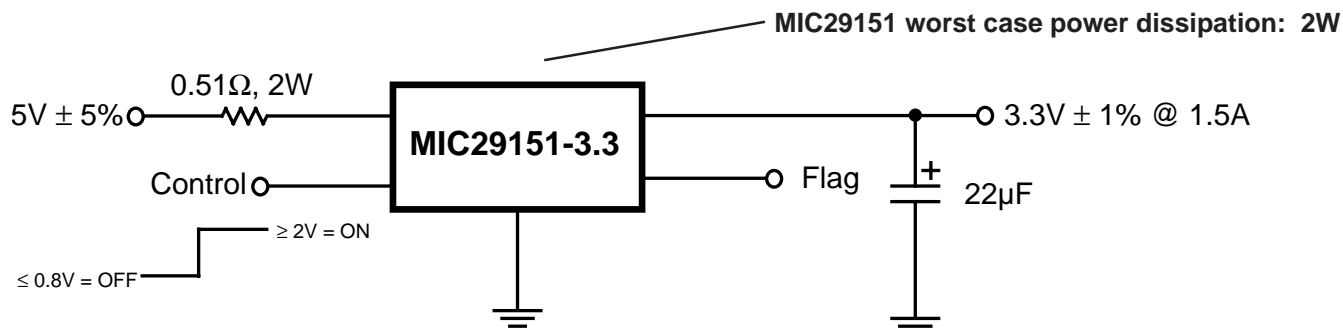 MIC29151 worst case power dissipation: 2W
0.51Ω, 2W
5V ± 5%
MIC29151-3.3
3.3V ± 1% @ 1.5A
Control
Flag
+
22µF
≥ 2V = ON
≤ 0.8V = OFF